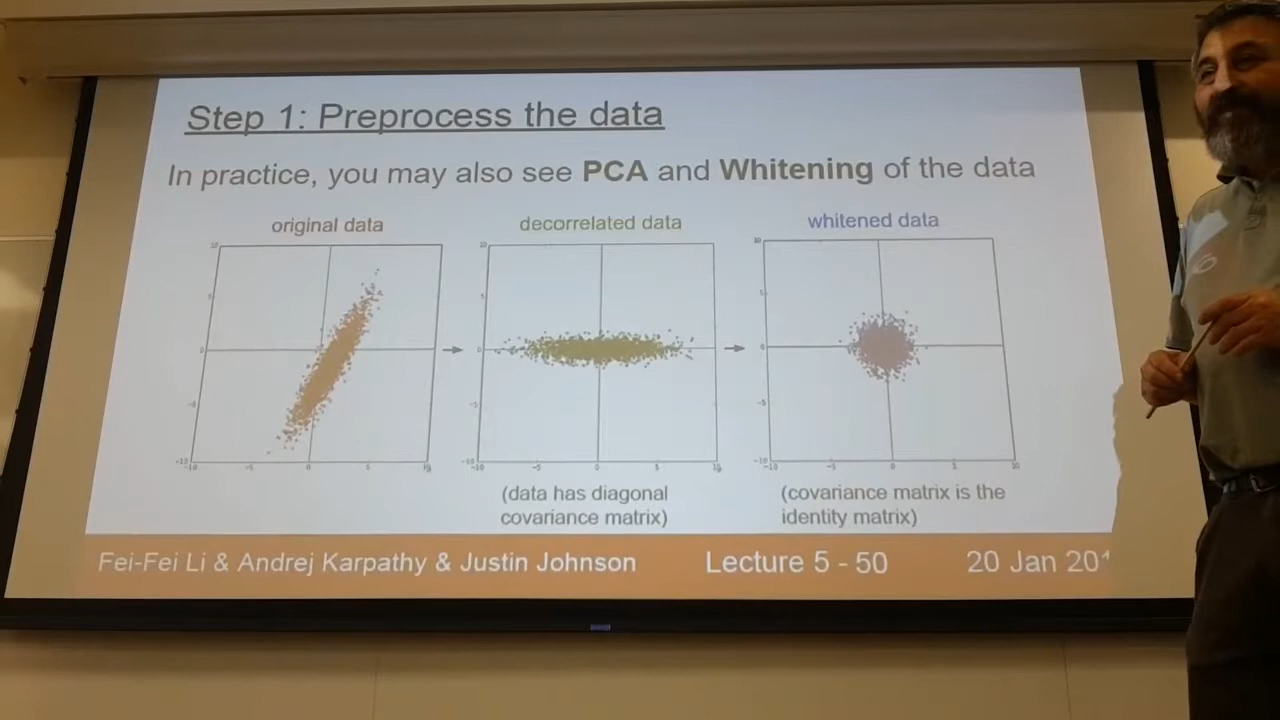 Step 1: Preprocess the data
In practice, you may also see PCA and Whitening of the data
original data
decorrelated data
whitened data
(data has diagonal
covariance matrix)
(covariance matrix is the
identity matrix)
Fei-Fei Li & Andrej Karpathy & Justin Johnson
Lecture 5 - 50
20 Jan